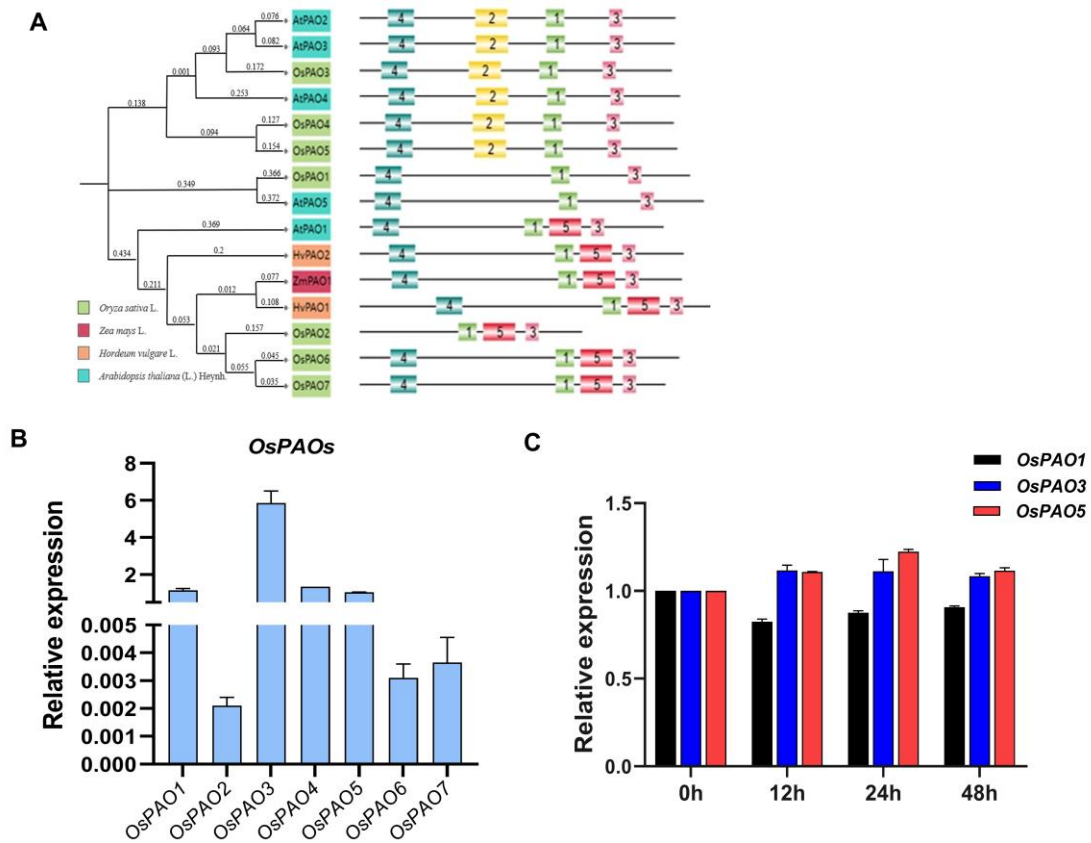 A
0.076 AtPAO2 4 2 1 3
0.064
0.082 AtPAO3 4 2 1 3
0.093
0.172 OsPAO3 4 2 1 3
0.001
0.253 AtPAO4 4 2 1 3
0.138
0.127 OsPAO4 4 2 1 3
0.094
0.154 OsPAO5 4 2 1 3
0.366 OsPAO1 4 1 3
0.349
0.372 AtPAO5 4 1 3
0.369 AtPAO1 4 1 5 3
0.434
0.2 HvPAO2 4 1 5 3
0.211
0.077 ZmPAO1 4 1 5 3
0.012
0.108 HvPAO1 4 1 5 3
0.053
0.157 OsPAO2 1 5 3
0.021
0.045 OsPAO6 4 1 5 3
0.055
0.035 OsPAO7 4 1 5 3
Oryza sativa L.
Zea mays L.
Hordeum vulgare L.
Arabidopsis thaliana (L.) Heynh.
B
OsPAOs
Relative expression
8
6
4
2
0.005
0.004
0.003
0.002
0.001
0.000
OsPAO1 OsPAO2 OsPAO3 OsPAO4 OsPAO5 OsPAO6 OsPAO7
C
OsPAO1
OsPAO3
OsPAO5
Relative expression
1.5
1.0
0.5
0.0
0h 12h 24h 48h